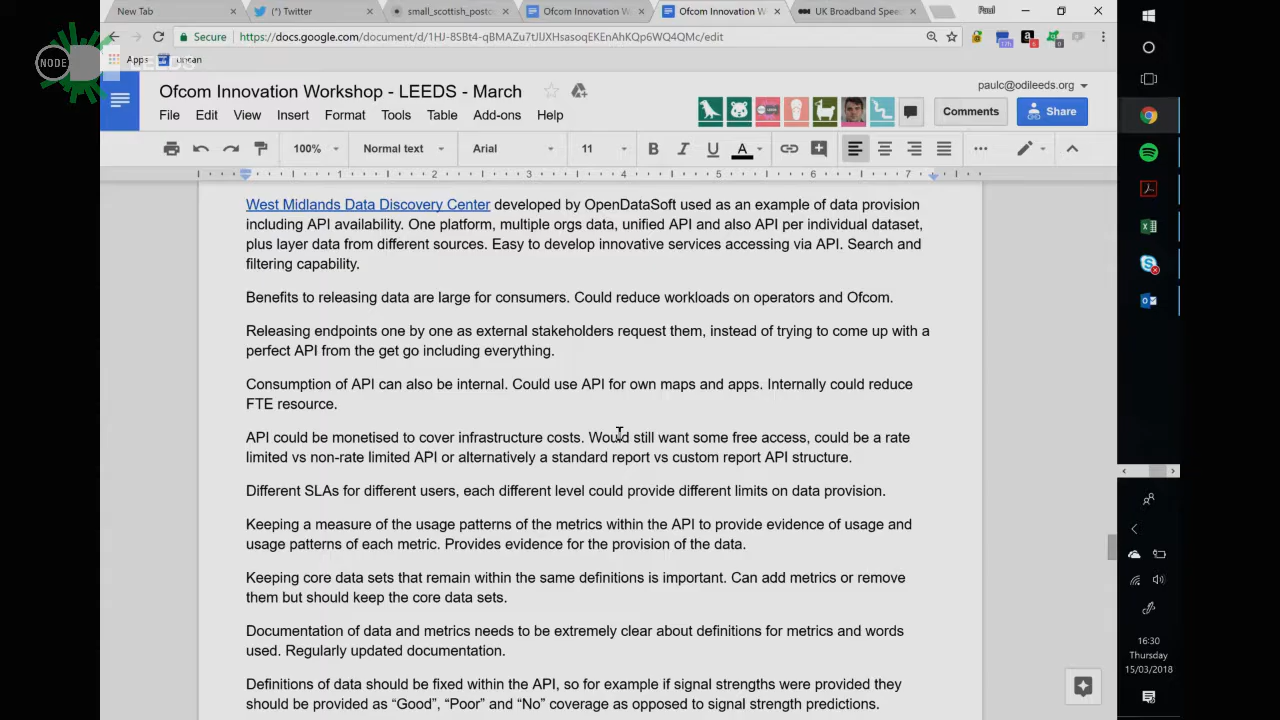 New Tab
(*) Twitter
small_scottish_postc
Ofcom Innovation W
Ofcom Innovation W
UK Broadband Spee
Paul
Secure
https://docs.google.com/document/d/1HJ-8SBt4-qBMAZu7tUXHsasoqEKEnAhKQp6WQ4QMc/edit
NODE
LEEDS
Apps
Ofcom Innovation Workshop - LEEDS - March
paulc@odileeds.org
File Edit View Insert Format Tools Table Add-ons Help
Comments
Share
100% Normal text Arial 11 B I U A
1 2 3 4 5 6 7
West Midlands Data Discovery Center developed by OpenDataSoft used as an example of data provision
including API availability. One platform, multiple orgs data, unified API and also API per individual dataset,
plus layer data from different sources. Easy to develop innovative services accessing via API. Search and
filtering capability.
Benefits to releasing data are large for consumers. Could reduce workloads on operators and Ofcom.
Releasing endpoints one by one as external stakeholders request them, instead of trying to come up with a
perfect API from the get go including everything.
Consumption of API can also be internal. Could use API for own maps and apps. Internally could reduce
FTE resource.
API could be monetised to cover infrastructure costs. Would still want some free access, could be a rate
limited vs non-rate limited API or alternatively a standard report vs custom report API structure.
Different SLAs for different users, each different level could provide different limits on data provision.
Keeping a measure of the usage patterns of the metrics within the API to provide evidence of usage and
usage patterns of each metric. Provides evidence for the provision of the data.
Keeping core data sets that remain within the same definitions is important. Can add metrics or remove
them but should keep the core data sets.
Documentation of data and metrics needs to be extremely clear about definitions for metrics and words
used. Regularly updated documentation.
Definitions of data should be fixed within the API, so for example if signal strengths were provided they
should be provided as “Good”, “Poor” and “No” coverage as opposed to signal strength predictions.
16:30
Thursday
15/03/2018